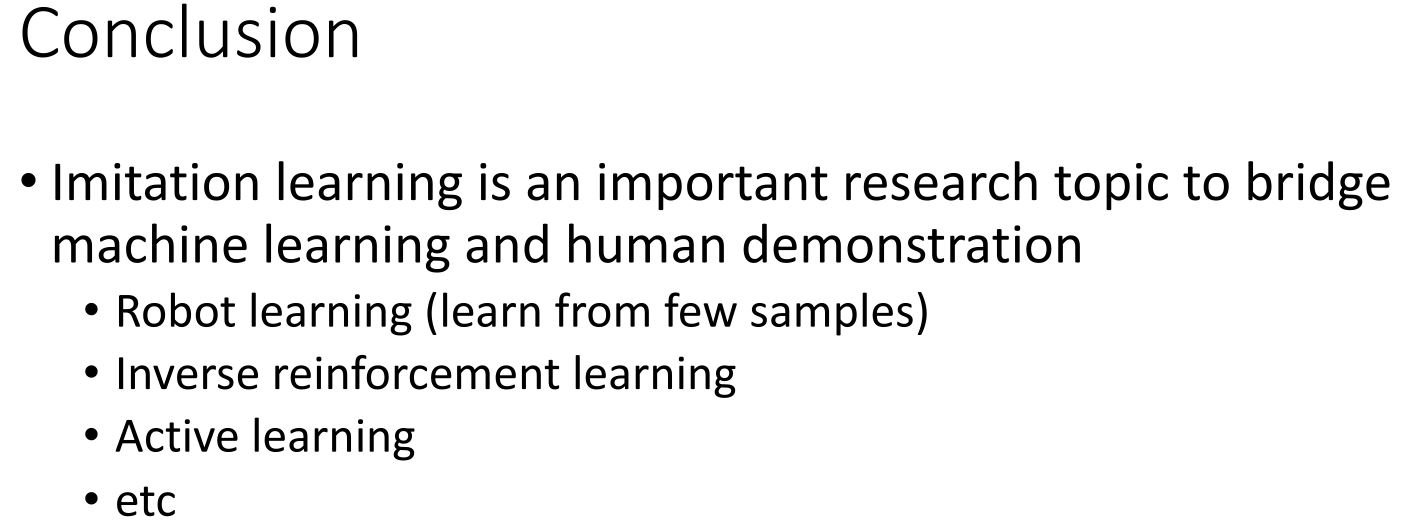 Conclusion
• Imitation learning is an important research topic to bridge
machine learning and human demonstration
• Robot learning (learn from few samples)
• Inverse reinforcement learning
• Active learning
• etc